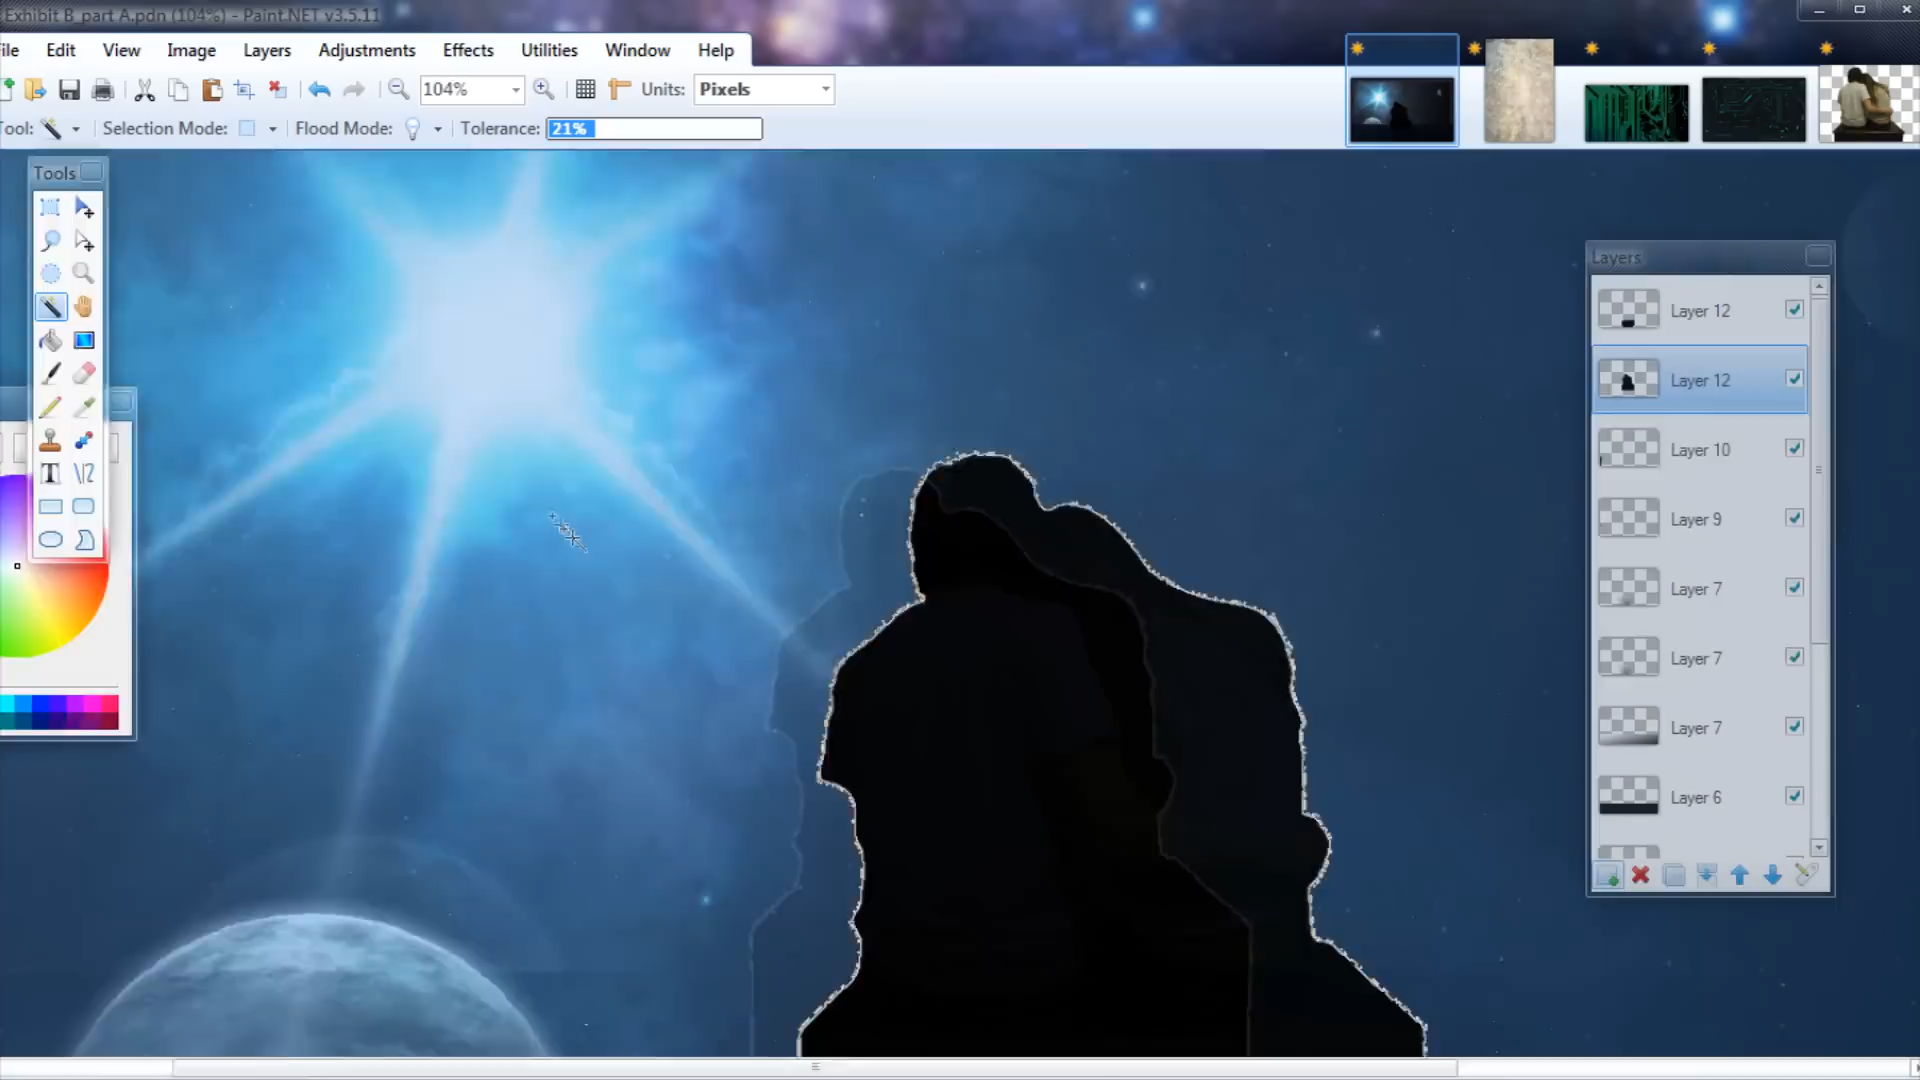 Exhibit B_part A.pdn (104%) - Paint.NET v3.5.11
ile Edit View Image Layers Adjustments Effects Utilities Window Help
104% Units: Pixels
ool: Selection Mode: Flood Mode: Tolerance: 21%
Tools
T
Layers
Layer 12
Layer 12
Layer 10
Layer 9
Layer 7
Layer 7
Layer 7
Layer 6